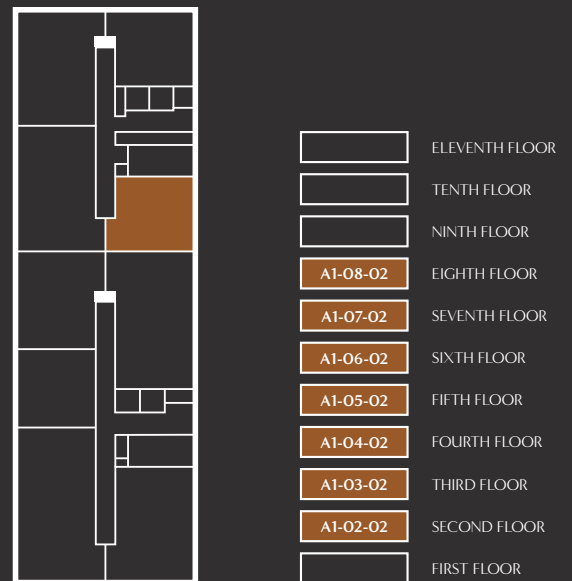 ELEVENTH FLOOR
TENTH FLOOR
NINTH FLOOR
A1-08-02 EIGHTH FLOOR
A1-07-02 SEVENTH FLOOR
A1-06-02 SIXTH FLOOR
A1-05-02 FIFTH FLOOR
A1-04-02 FOURTH FLOOR
A1-03-02 THIRD FLOOR
A1-02-02 SECOND FLOOR
FIRST FLOOR